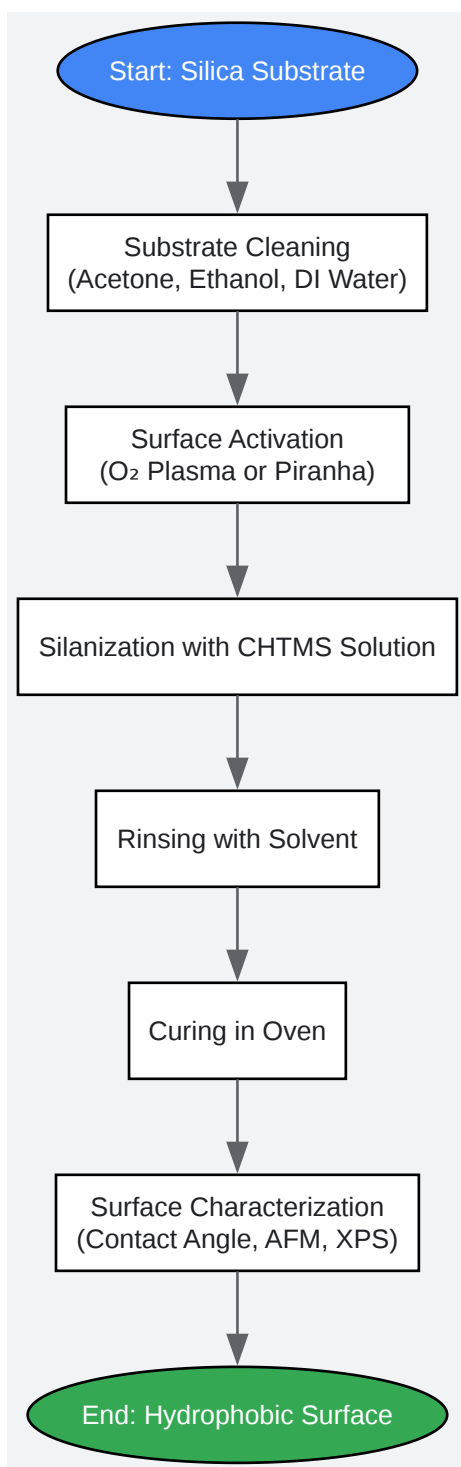 Start: Silica Substrate
Substrate Cleaning
(Acetone, Ethanol, DI Water)
Surface Activation
(O₂ Plasma or Piranha)
Silanization with CHTMS Solution
Rinsing with Solvent
Curing in Oven
Surface Characterization
(Contact Angle, AFM, XPS)
End: Hydrophobic Surface